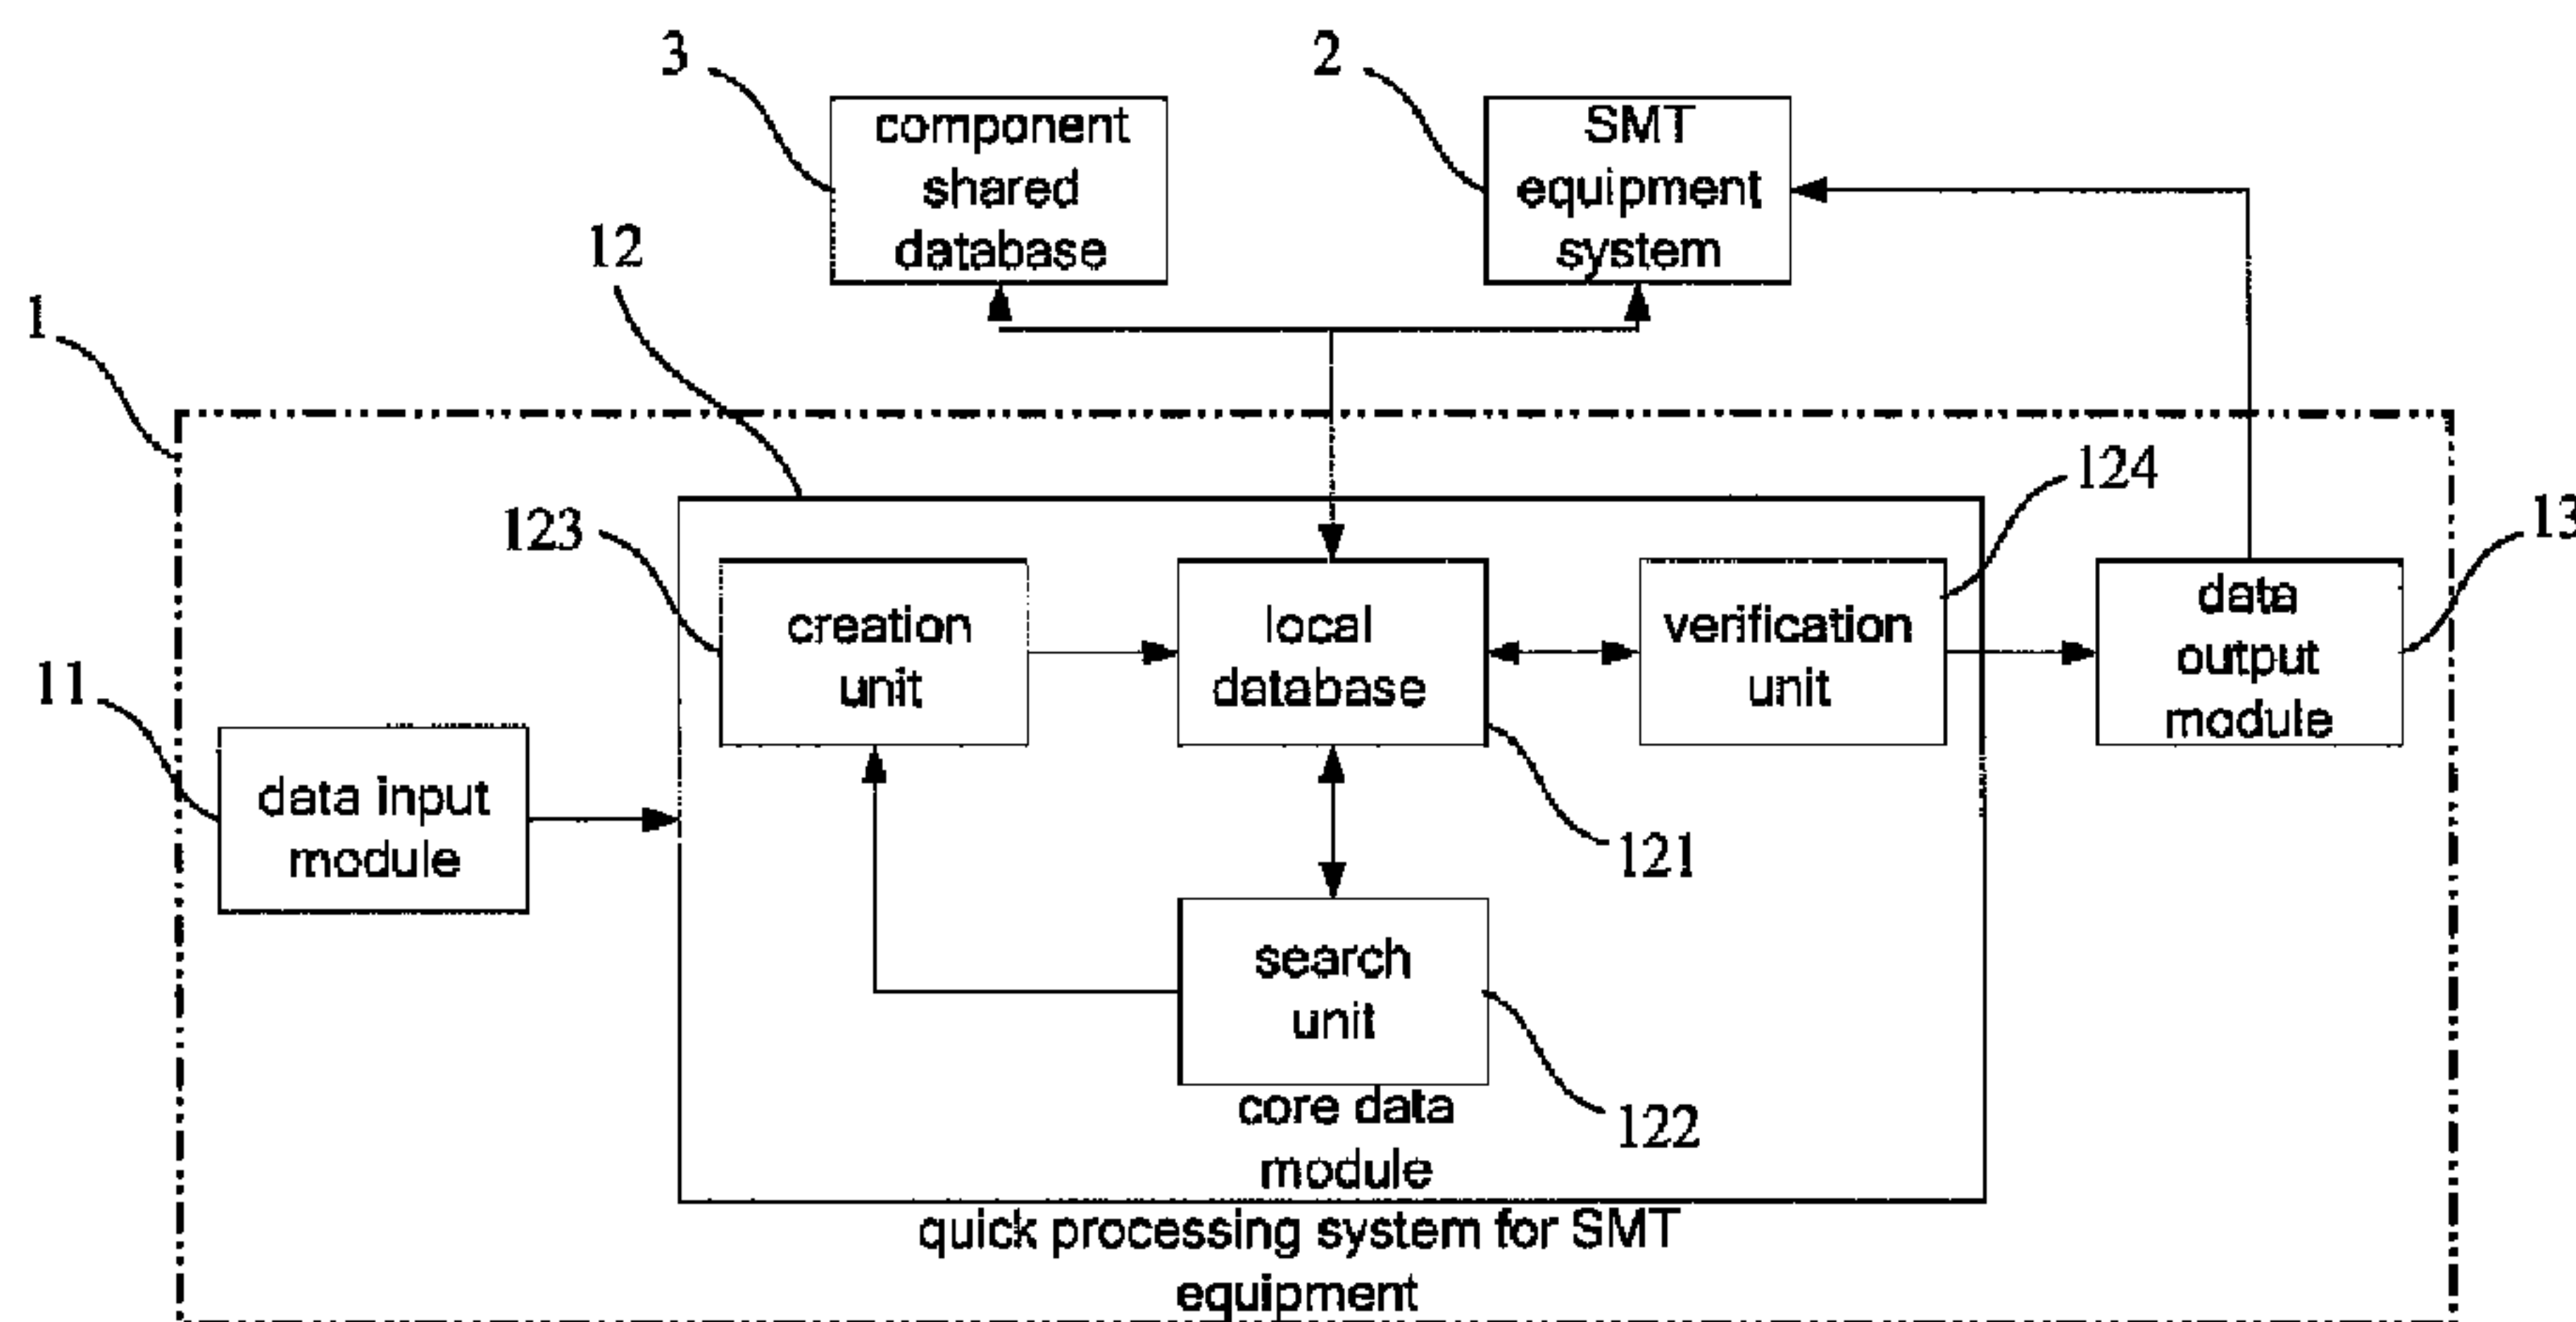 3
2
component
shared
database
SMT
equipment
system
12
1
124
13
123
creation
unit
local
database
verification
unit
data
output
module
11
data input
module
121
search
unit
122
core data
module
quick processing system for SMT
equipment